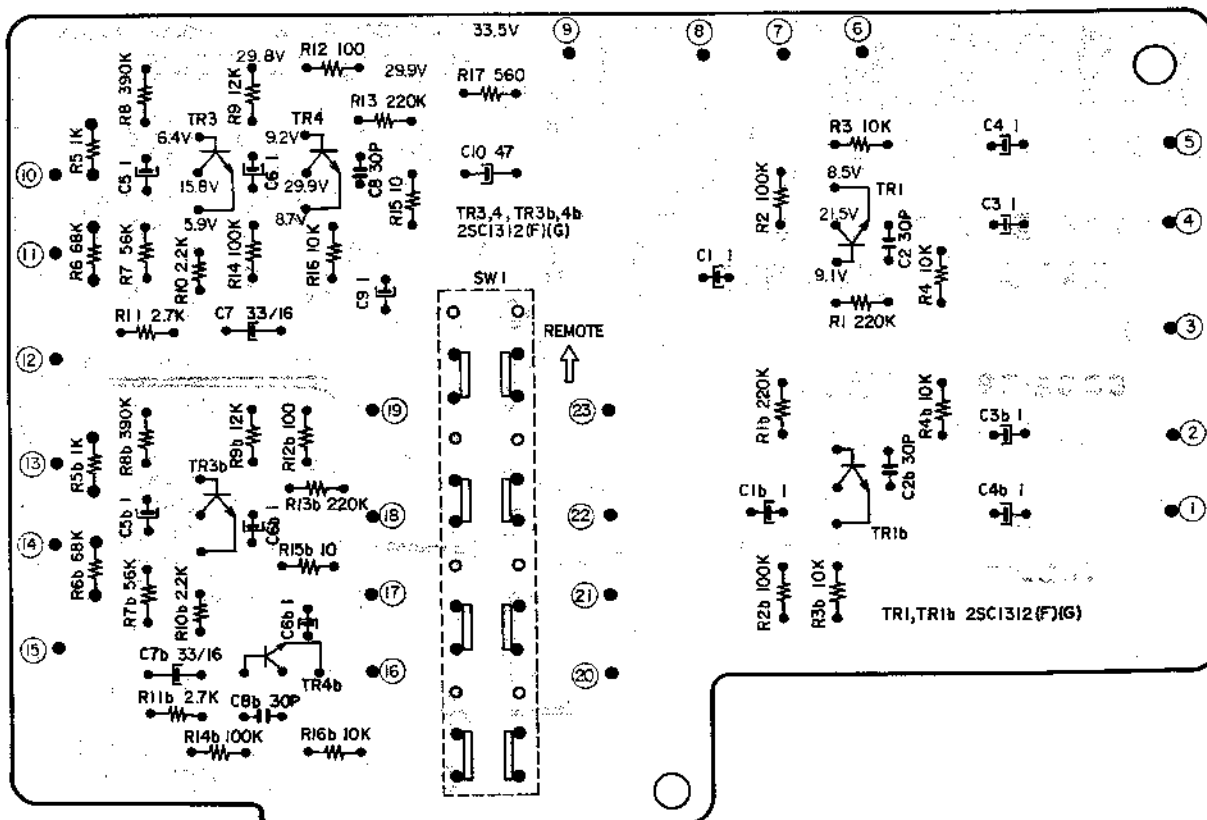 33.5V
9
8
7
6
29.8V
R12 100
29.9V
R8 390K
R9 12K
R17 560
R13 220K
R5 1K
TR3
TR4
6.4V
9.2V
R3 10K
C4 1
5
10
C5 1
C6 1
C8 30P
C10 47
15.8V
29.9V
R15 10
R2 100K
8.5V
TR1
5.9V
8.7V
TR3,4, TR3b,4b
2SC1312(F)(G)
21.5V
C3 1
4
11
R6 68K
R7 56K
R10 2.2K
R14 100K
R16 10K
C2 30P
C1 1
9.1V
R4 10K
C9 1
SW1
R11 2.7K
C7 33/16
R1 220K
REMOTE
3
12
R8b 390K
R9b 12K
R12b 100
19
23
R1b 220K
R4b 10K
C3b 1
2
13
R5b 1K
TR3b
R13b 220K
C2b 30P
C5b 1
C6b 1
18
22
C1b 1
C4b 1
1
TR1b
14
R6b 68K
R15b 10
R7b 56K
R10b 2.2K
17
21
R2b 100K
R3b 10K
C6b 1
TR1, TR1b 2SC1312(F)(G)
15
C7b 33/16
TR4b
16
20
R11b 2.7K
C8b 30P
R14b 100K
R16b 10K